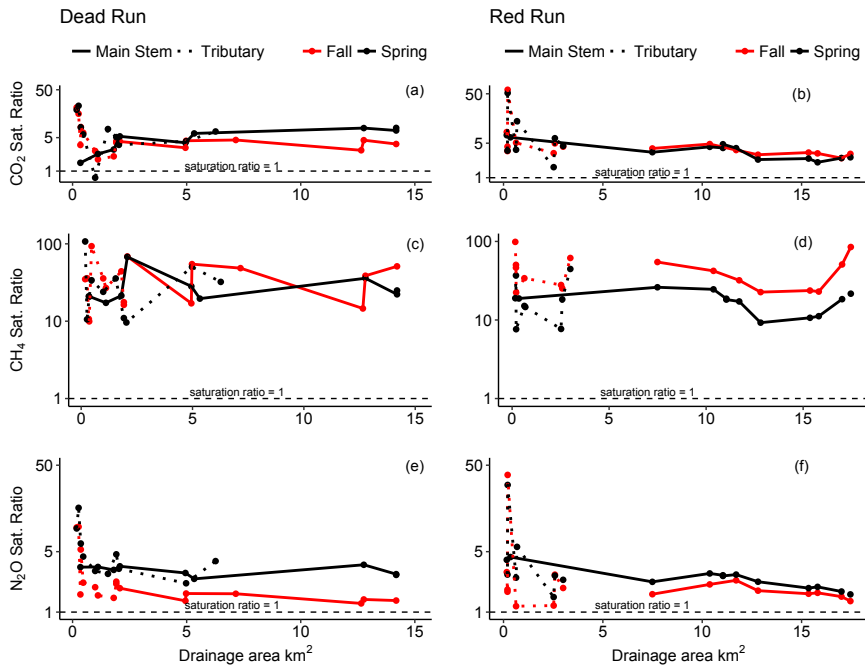 Dead Run
Red Run
Main Stem Tributary Fall Spring
Main Stem Tributary Fall Spring
CO2 Sat. Ratio
50
5
1
(a)
saturation ratio = 1
0 5 10 15
50
5
1
(b)
saturation ratio = 1
0 5 10 15
CH4 Sat. Ratio
100
10
1
(c)
saturation ratio = 1
0 5 10 15
100
10
1
(d)
saturation ratio = 1
0 5 10 15
N2O Sat. Ratio
50
5
1
(e)
saturation ratio = 1
0 5 10 15
Drainage area km²
50
5
1
(f)
saturation ratio = 1
0 5 10 15
Drainage area km²